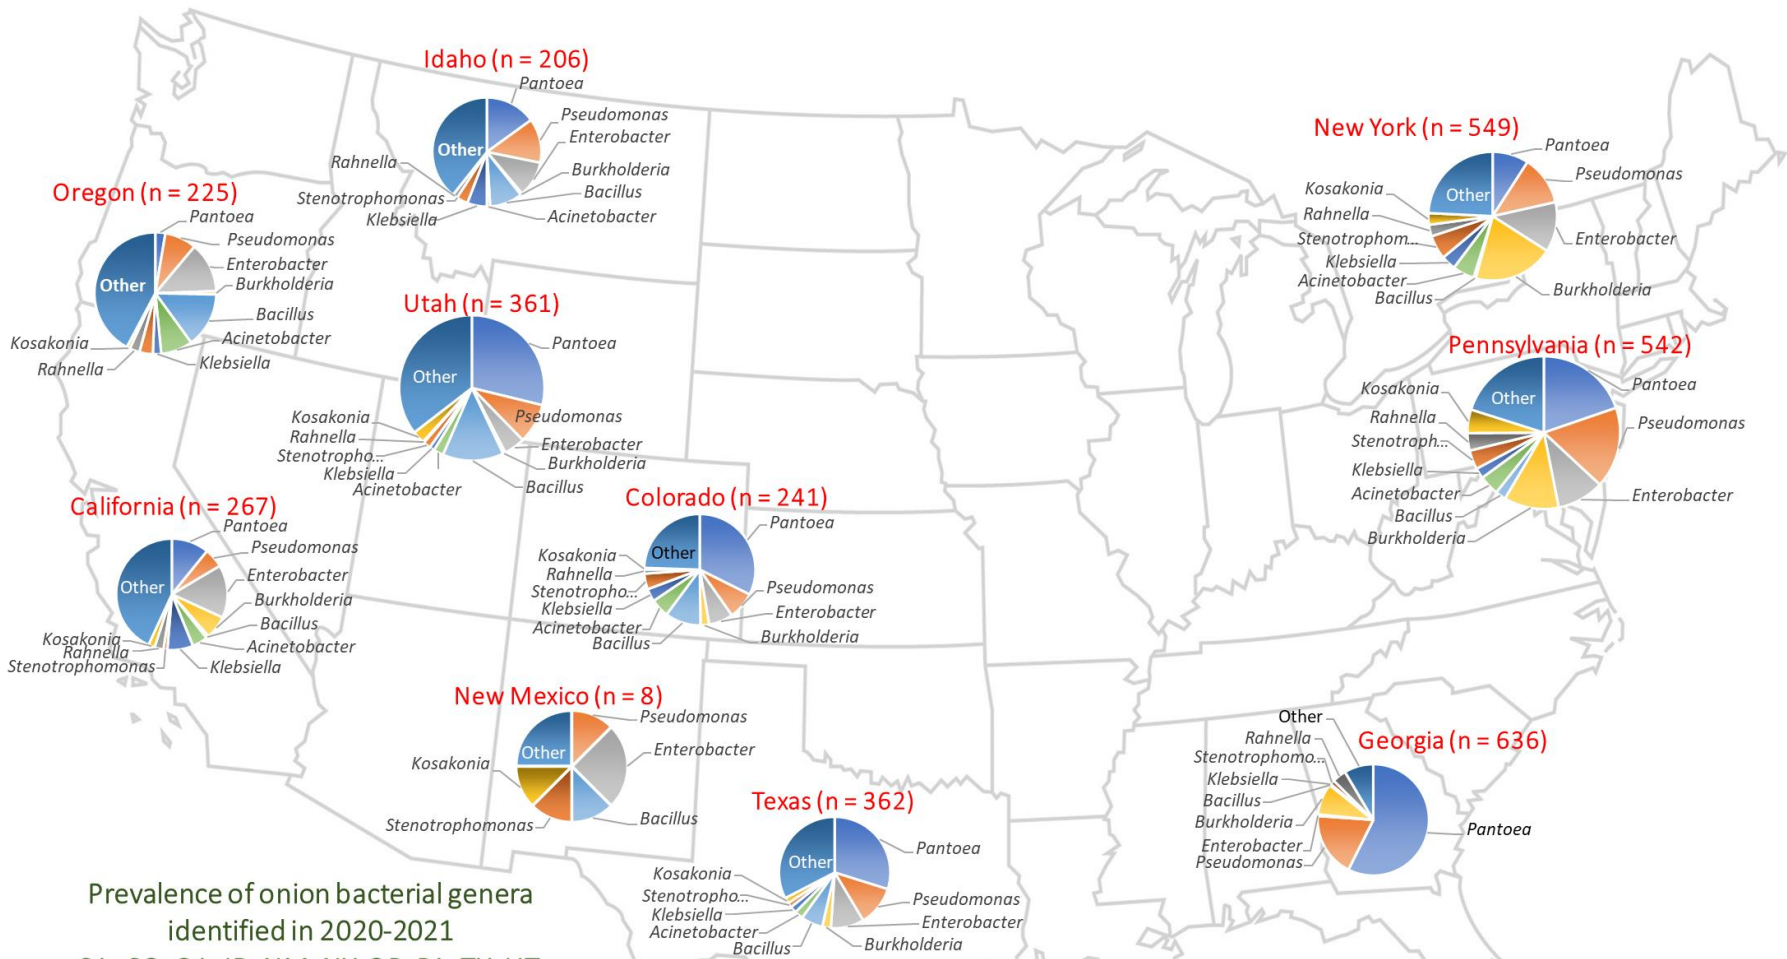 Idaho (n = 206)
Pantoea
Pseudomonas
Enterobacter
Burkholderia
Bacillus
Acinetobacter
Klebsiella
Stenotrophomonas
Rahnella
Other
New York (n = 549)
Pantoea
Pseudomonas
Enterobacter
Burkholderia
Bacillus
Acinetobacter
Klebsiella
Stenotrophom...
Rahnella
Kosakonia
Other
Oregon (n = 225)
Pantoea
Pseudomonas
Enterobacter
Burkholderia
Bacillus
Acinetobacter
Klebsiella
Rahnella
Kosakonia
Other
Utah (n = 361)
Pantoea
Pseudomonas
Enterobacter
Burkholderia
Bacillus
Acinetobacter
Klebsiella
Stenotropho...
Rahnella
Kosakonia
Other
Pennsylvania (n = 542)
Pantoea
Pseudomonas
Enterobacter
Burkholderia
Bacillus
Acinetobacter
Klebsiella
Stenotroph...
Rahnella
Kosakonia
Other
California (n = 267)
Pantoea
Pseudomonas
Enterobacter
Burkholderia
Bacillus
Acinetobacter
Klebsiella
Stenotrophomonas
Rahnella
Kosakonia
Other
Colorado (n = 241)
Pantoea
Pseudomonas
Enterobacter
Burkholderia
Bacillus
Acinetobacter
Klebsiella
Stenotropho...
Rahnella
Kosakonia
Other
New Mexico (n = 8)
Pseudomonas
Enterobacter
Bacillus
Stenotrophomonas
Kosakonia
Other
Texas (n = 362)
Pantoea
Pseudomonas
Enterobacter
Burkholderia
Bacillus
Acinetobacter
Klebsiella
Stenotropho...
Kosakonia
Other
Georgia (n = 636)
Pantoea
Pseudomonas
Enterobacter
Burkholderia
Bacillus
Klebsiella
Stenotrophomo...
Rahnella
Other
Prevalence of onion bacterial genera
identified in 2020-2021